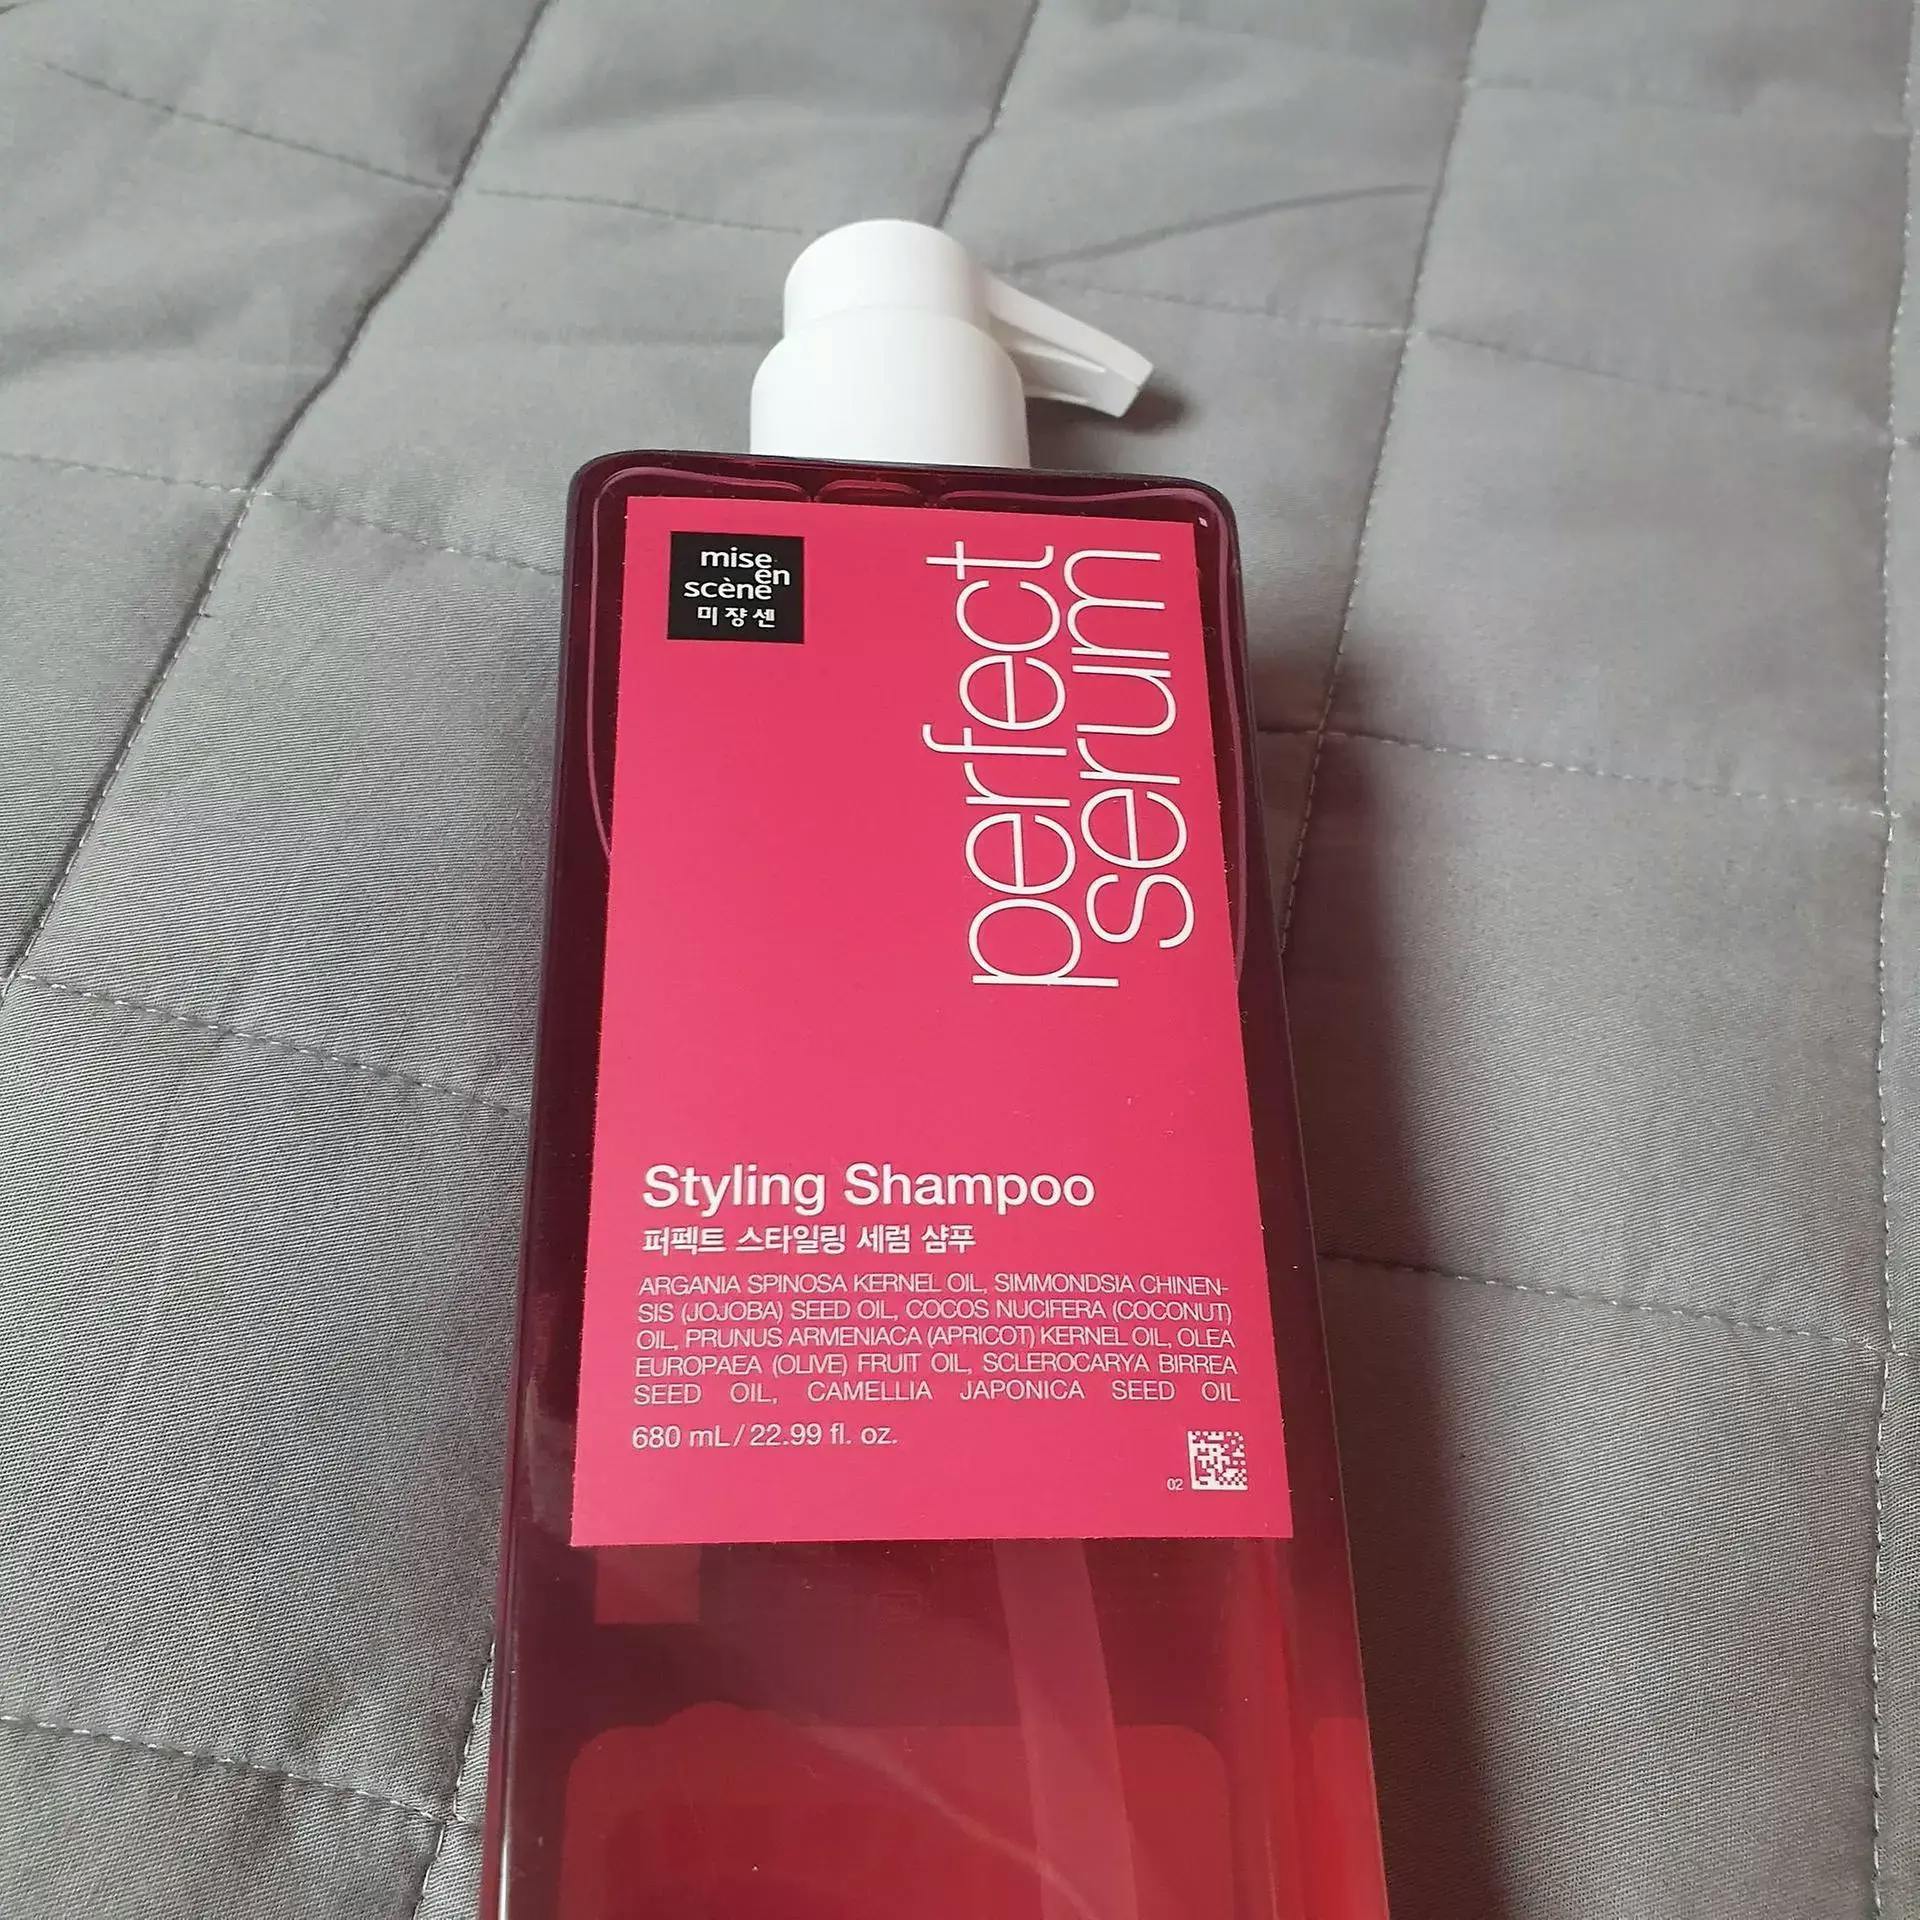 mise
en
scène
미쟝센
perfect
serum
Styling Shampoo
퍼펙트 스타일링 세럼 샴푸
ARGANIA SPINOSA KERNEL OIL, SIMMONDSIA CHINEN-
SIS (JOJOBA) SEED OIL, COCOS NUCIFERA (COCONUT)
OIL, PRUNUS ARMENIACA (APRICOT) KERNEL OIL, OLEA
EUROPAEA (OLIVE) FRUIT OIL, SCLEROCARYA BIRREA
SEED OIL, CAMELLIA JAPONICA SEED OIL
680 mL / 22.99 fl. oz.
02